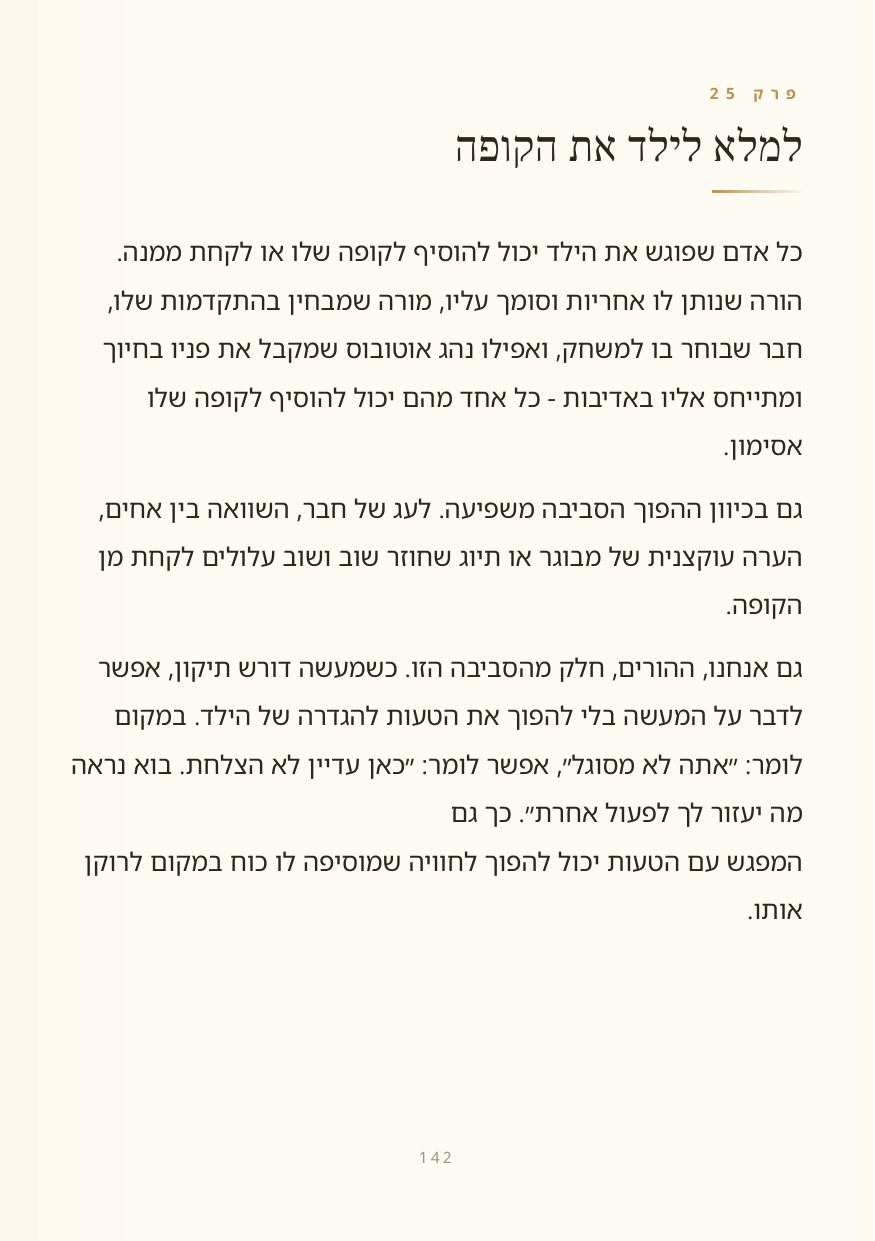 פרק 25
למלא לילד את הקופה
כל אדם שפוגש את הילד יכול להוסיף לקופה שלו או לקחת ממנה.
הורה שנותן לו אחריות וסומך עליו, מורה שמבחין בהתקדמות שלו,
חבר שבוחר בו למשחק, ואפילו נהג אוטובוס שמקבל את פניו בחיוך
ומתייחס אליו באדיבות - כל אחד מהם יכול להוסיף לקופה שלו
אסימון.
גם בכיוון ההפוך הסביבה משפיעה. לעג של חבר, השוואה בין אחים,
הערה עוקצנית של מבוגר או תיוג שחוזר שוב ושוב עלולים לקחת מן
הקופה.
גם אנחנו, ההורים, חלק מהסביבה הזו. כשמעשה דורש תיקון, אפשר
לדבר על המעשה בלי להפוך את הטעות להגדרה של הילד. במקום
לומר: ״אתה לא מסוגל״, אפשר לומר: ״כאן עדיין לא הצלחת. בוא נראה
מה יעזור לך לפעול אחרת״. כך גם
המפגש עם הטעות יכול להפוך לחוויה שמוסיפה לו כוח במקום לרוקן
אותו.
142